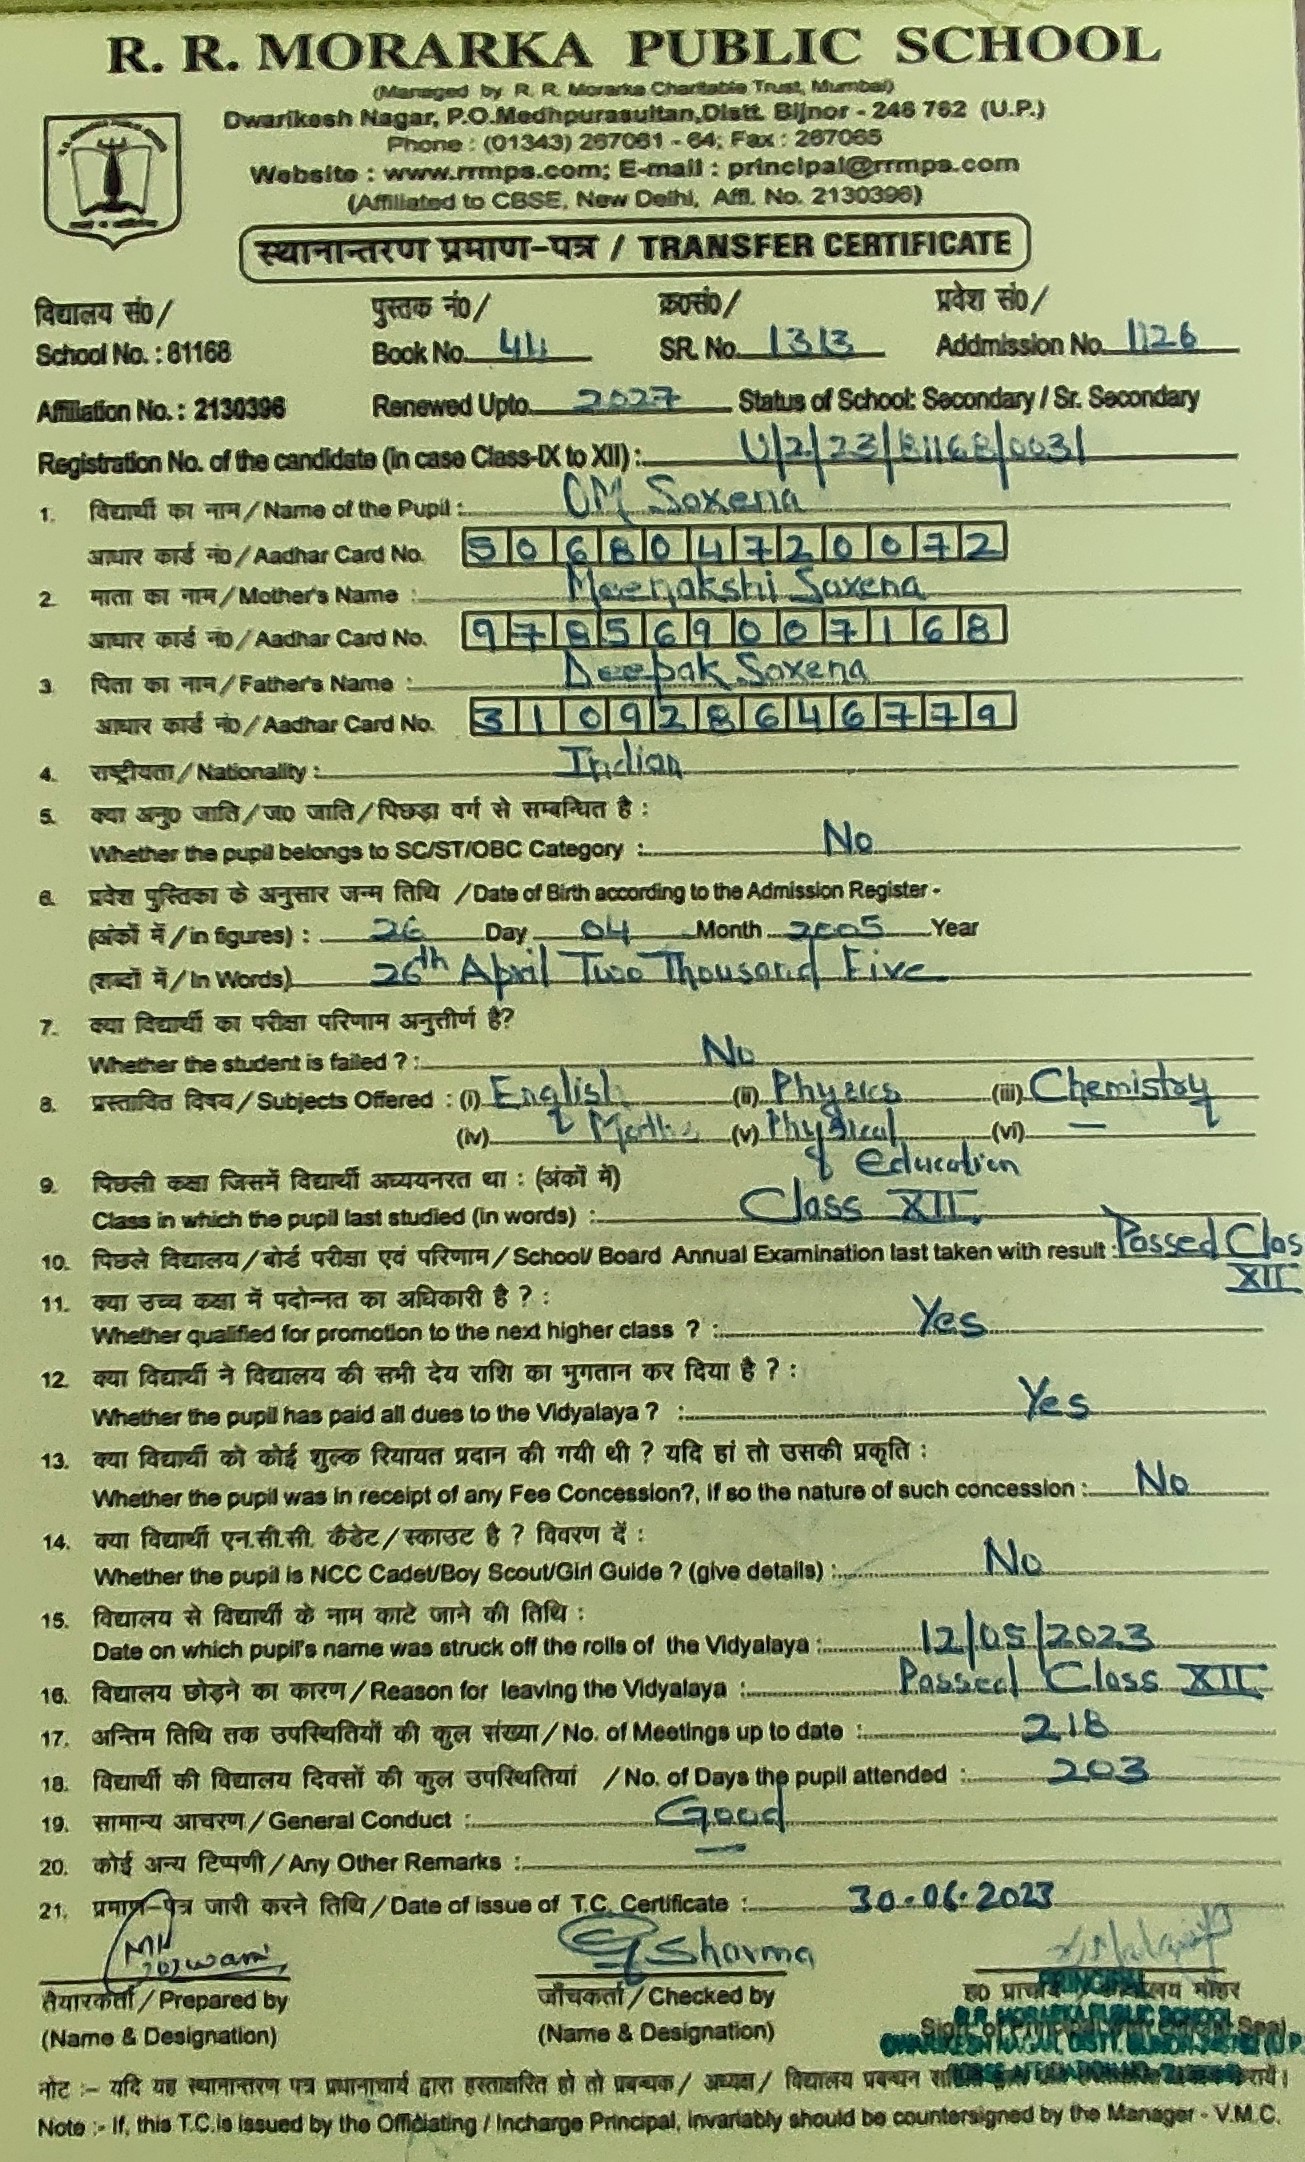 R. R. MORARKA PUBLIC SCHOOL
(Managed by R. R. Morarka Charitable Trust, Mumbai)
Dwarikesh Nagar, P.O.Medhpurasultan,Distt. Bijnor - 246 762 (U.P.)
Phone : (01343) 267061 - 64; Fax : 267065
Website : www.rrmps.com; E-mail : principal@rrmps.com
(Affiliated to CBSE, New Delhi, Affl. No. 2130396)
स्थानान्तरण प्रमाण-पत्र / TRANSFER CERTIFICATE
विद्यालय सं0/ पुस्तक नं0/ क्र0सं0/ प्रवेश सं0/
School No. : 81168 Book No. 44 SR. No. 1313 Addmission No. 1126
Affiliation No. : 2130396 Renewed Upto 2027 Status of School: Secondary / Sr. Secondary
Registration No. of the candidate (in case Class-IX to XII) : U/2/23/81168/0031
1. विद्यार्थी का नाम/Name of the Pupil : OM Saxena
आधार कार्ड नं0/Aadhar Card No. 506804720072
2. माता का नाम/Mother's Name : Meenakshi Saxena
आधार कार्ड नं0/Aadhar Card No. 978569007168
3. पिता का नाम/Father's Name : Deepak Saxena
आधार कार्ड नं0/Aadhar Card No. 310928646779
4. राष्ट्रीयता/Nationality : Indian
5. क्या अनु0 जाति/ज0 जाति/पिछड़ा वर्ग से सम्बन्धित है :
Whether the pupil belongs to SC/ST/OBC Category : No
6. प्रवेश पुस्तिका के अनुसार जन्म तिथि /Date of Birth according to the Admission Register -
(अंकों में/in figures) : 26 Day 04 Month 2005 Year
(शब्दों में/In Words) 26th April Two Thousand Five
7. क्या विद्यार्थी का परीक्षा परिणाम अनुत्तीर्ण है?
Whether the student is failed ? : No
8. प्रस्तावित विषय/Subjects Offered : (i) English (ii) Physics (iii) Chemistry
(iv) Maths (v) Physical (vi) —
Education
9. पिछली कक्षा जिसमें विद्यार्थी अध्ययनरत था : (अंकों में)
Class in which the pupil last studied (in words) : Class XII.
10. पिछले विद्यालय/बोर्ड परीक्षा एवं परिणाम/School/ Board Annual Examination last taken with result : Passed Clas
XII
11. क्या उच्च कक्षा में पदोन्नत का अधिकारी है ? :
Whether qualified for promotion to the next higher class ? : Yes
12. क्या विद्यार्थी ने विद्यालय की सभी देय राशि का भुगतान कर दिया है ? :
Whether the pupil has paid all dues to the Vidyalaya ? : Yes
13. क्या विद्यार्थी को कोई शुल्क रियायत प्रदान की गयी थी ? यदि हां तो उसकी प्रकृति :
Whether the pupil was in receipt of any Fee Concession?, if so the nature of such concession : No
14. क्या विद्यार्थी एन.सी.सी. कैडेट/स्काउट है ? विवरण दें :
Whether the pupil is NCC Cadet/Boy Scout/Girl Guide ? (give details) : No
15. विद्यालय से विद्यार्थी के नाम काटे जाने की तिथि :
Date on which pupil's name was struck off the rolls of the Vidyalaya : 12/05/2023
16. विद्यालय छोड़ने का कारण/Reason for leaving the Vidyalaya : Passed Class XII
17. अन्तिम तिथि तक उपस्थितियों की कुल संख्या/No. of Meetings up to date : 218
18. विद्यार्थी की विद्यालय दिवसों की कुल उपस्थितियां /No. of Days the pupil attended : 203
19. सामान्य आचरण/General Conduct : Good
20. कोई अन्य टिप्पणी/Any Other Remarks : —
21. प्रमाण-पत्र जारी करने तिथि/Date of issue of T.C. Certificate : 30.06.2023
Sharma
तैयारकर्ता/Prepared by जाँचकर्ता/Checked by ह0 प्राचार्य
(Name & Designation) (Name & Designation)
PRINCIPAL
R.R. MORARKA PUBLIC SCHOOL
नोट :- यदि यह स्थानान्तरण पत्र प्रधानाचार्य द्वारा हस्ताक्षरित हो तो प्रबन्धक/ अध्यक्ष/ विद्यालय प्रबन्धन
Note :- If, this T.C.is issued by the Officiating / Incharge Principal, invariably should be countersigned by the Manager - V.M.C.